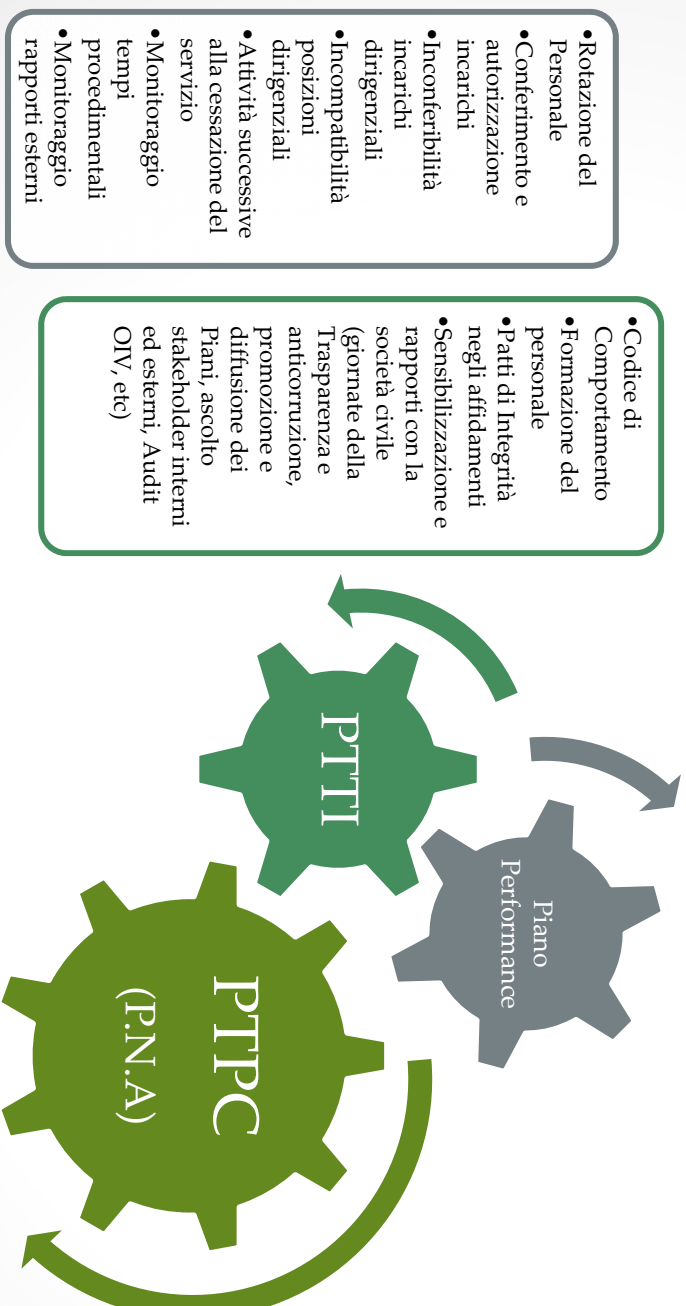 •Rotazione del
Personale
•Conferimento e
autorizzazione
incarichi
•Inconferibilità
incarichi
dirigenziali
•Incompatibilità
posizioni
dirigenziali
•Attività successive
alla cessazione del
servizio
•Monitoraggio
tempi
procedimentali
•Monitoraggio
rapporti esterni
•Codice di
Comportamento
•Formazione del
personale
•Patti di Integrità
negli affidamenti
•Sensibilizzazione e
rapporti con la
società civile
(giornate della
Trasparenza e
anticorruzione,
promozione e
diffusione dei
Piani, ascolto
stakeholder interni
ed esterni, Audit
OIV, etc)
Piano
Performance
PTTI
PTPC
(P.N.A)